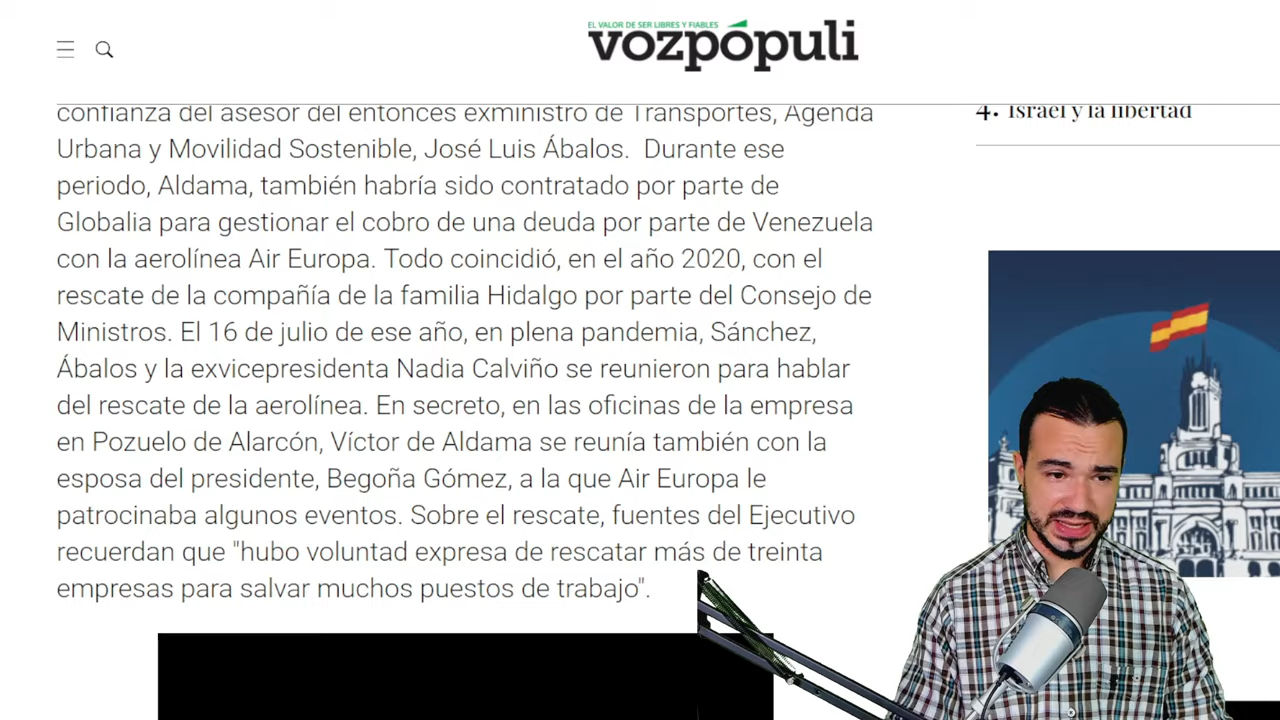 EL VALOR DE SER LIBRES Y FIABLES
vozpópuli
confianza del asesor del entonces exministro de Transportes, Agenda
Urbana y Movilidad Sostenible, José Luis Ábalos.  Durante ese
periodo, Aldama, también habría sido contratado por parte de
Globalia para gestionar el cobro de una deuda por parte de Venezuela
con la aerolínea Air Europa. Todo coincidió, en el año 2020, con el
rescate de la compañía de la familia Hidalgo por parte del Consejo de
Ministros. El 16 de julio de ese año, en plena pandemia, Sánchez,
Ábalos y la exvicepresidenta Nadia Calviño se reunieron para hablar
del rescate de la aerolínea. En secreto, en las oficinas de la empresa
en Pozuelo de Alarcón, Víctor de Aldama se reunía también con la
esposa del presidente, Begoña Gómez, a la que Air Europa le
patrocinaba algunos eventos. Sobre el rescate, fuentes del Ejecutivo
recuerdan que "hubo voluntad expresa de rescatar más de treinta
empresas para salvar muchos puestos de trabajo".
4. Israel y la libertad